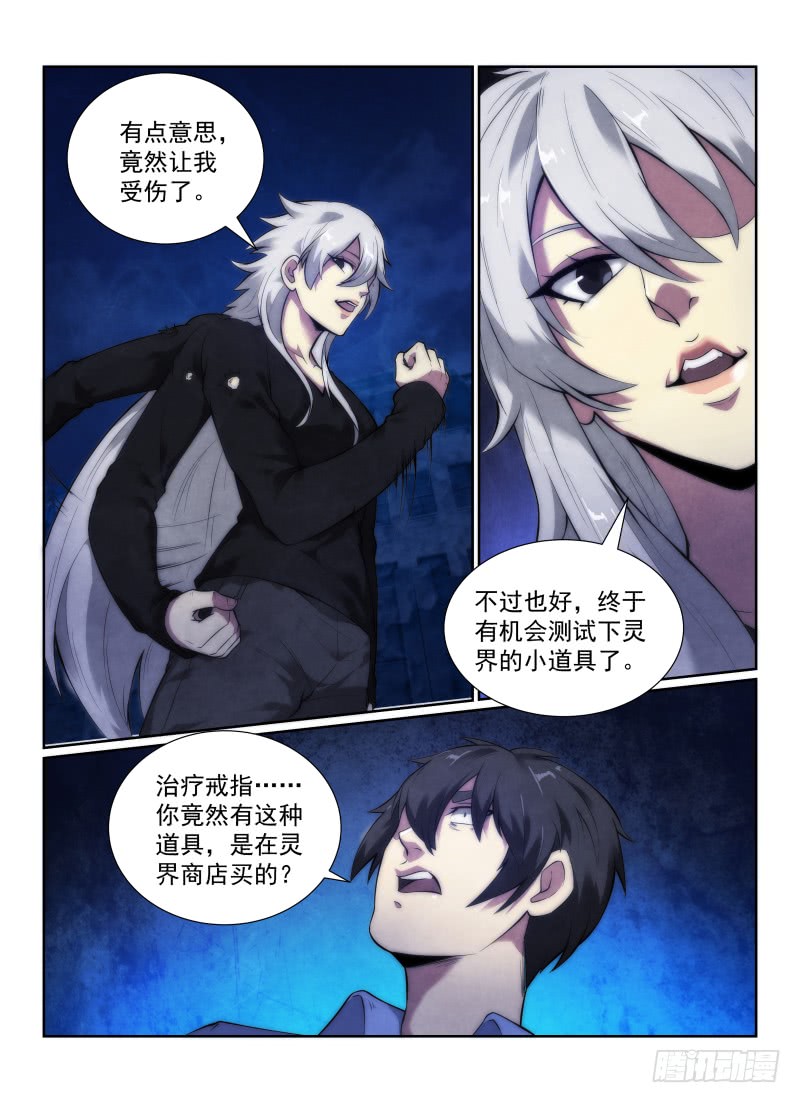 有点意思，
竟然让我
受伤了。
不过也好，终于
有机会测试下灵
界的小道具了。
治疗戒指……
你竟然有这种
道具，是在灵
界商店买的？
腾讯动漫